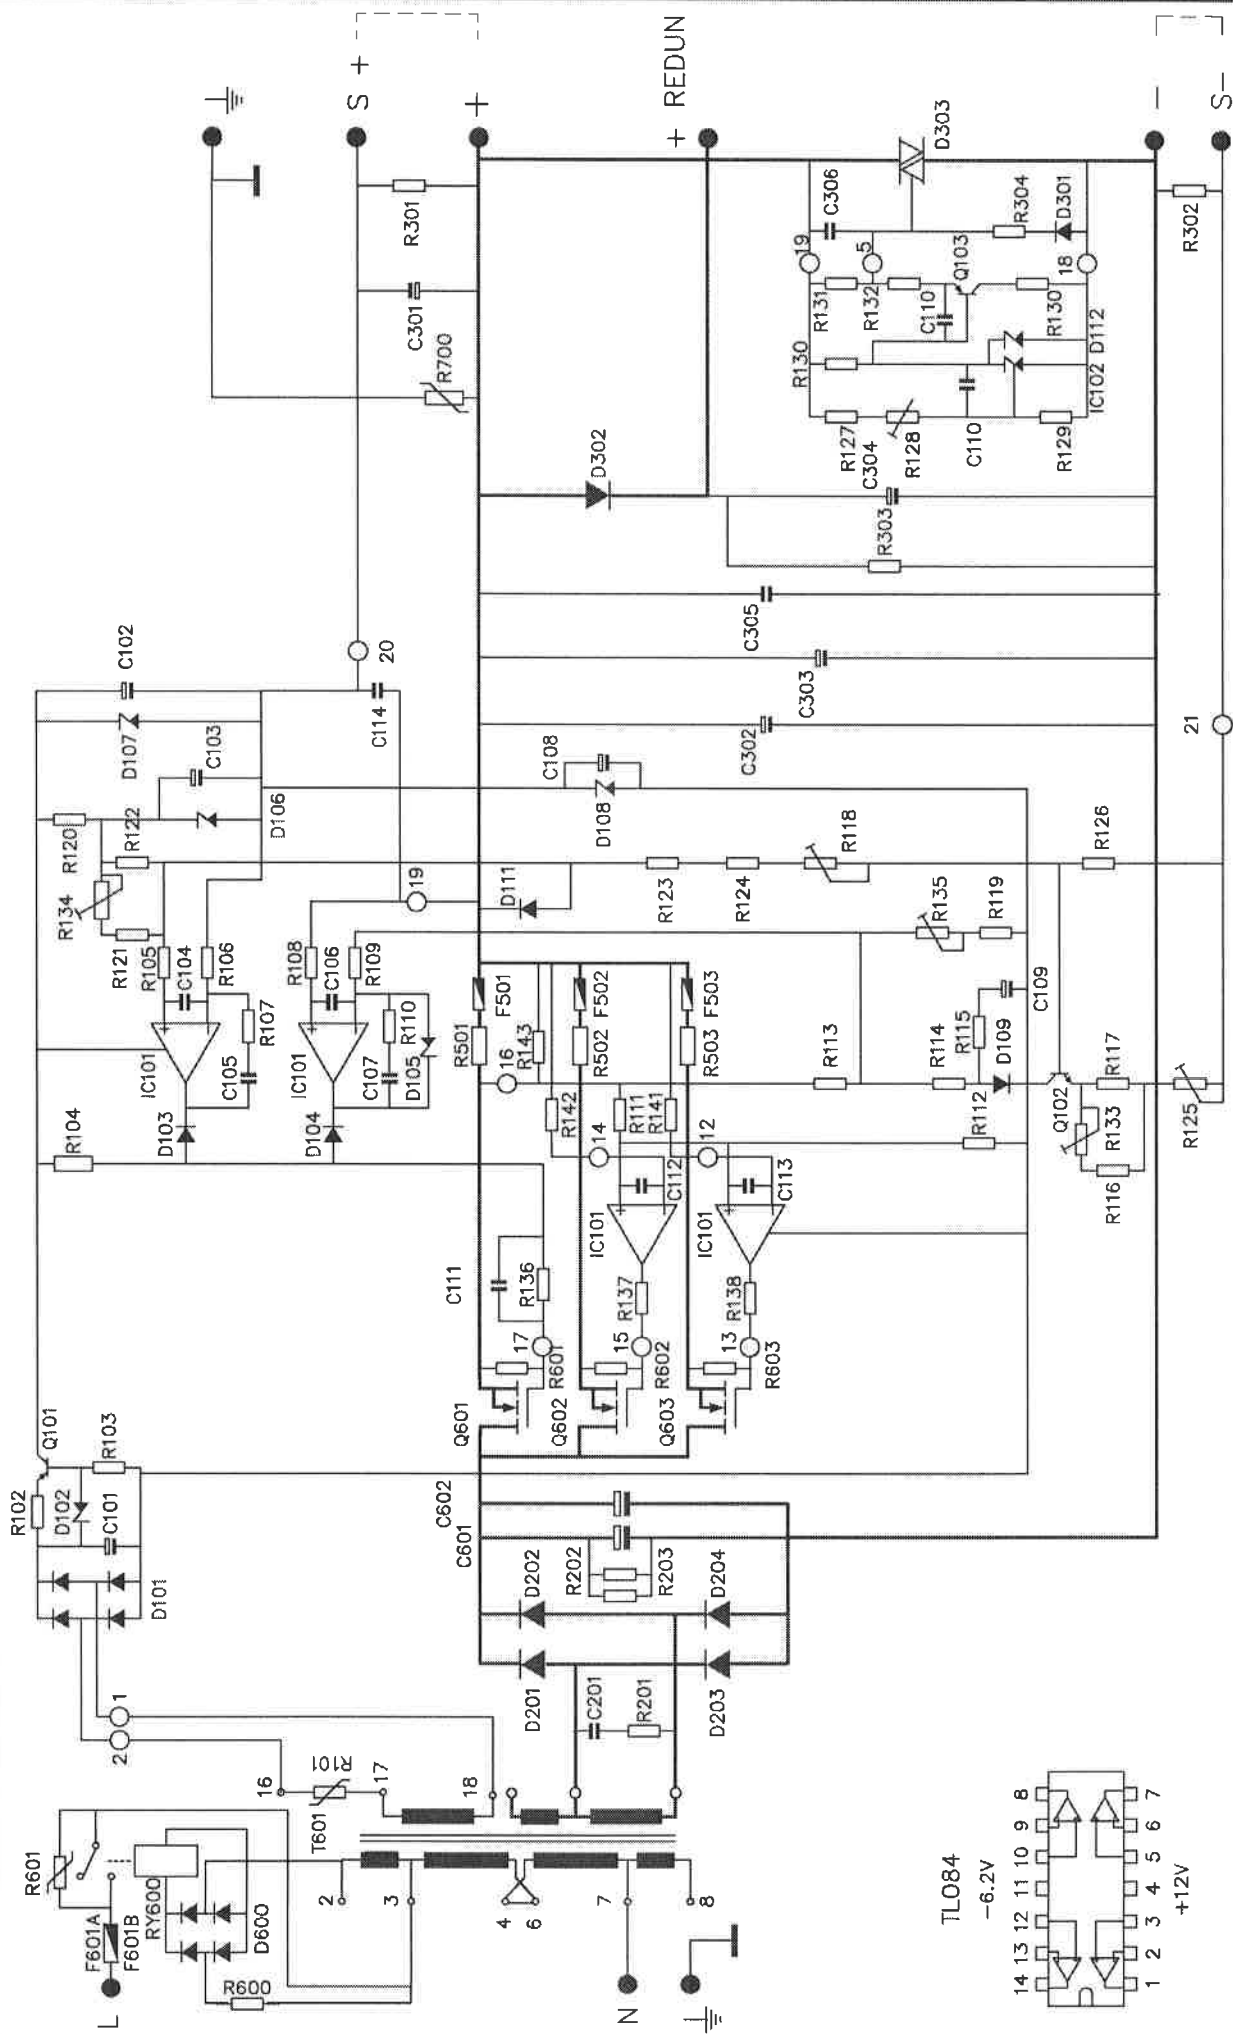 L
F601A
F601B
R601
RY600
D600
R600
2
3
4
6
7
8
N
T601
16
R101
17
18
2
1
D101
R102
D102
C101
Q101
R103
D201
D202
C201
R201
D203
D204
R202
R203
C601
C602
Q601
Q602
Q603
17
R601
15
R602
13
R603
C111
R136
R137
R138
IC101
IC101
C112
C113
14
12
R142
R111
R141
R143
16
R501
R502
R503
F501
F502
F503
R104
D103
D104
IC101
IC101
C105
R107
C107
R110
D105
R105
C104
R106
R108
C106
R109
R121
R134
R120
R122
D106
C103
D107
C102
C114
19
20
D111
R123
R124
R118
R126
D108
C108
R113
R114
R115
D109
C109
R135
R119
R112
Q102
R117
R133
R116
R125
21
C302
C303
C305
R303
C304
D302
R700
C301
R301
R302
R127
R128
R129
R130
C110
IC102
D112
R131
R132
C110
Q103
R130
19
5
18
C306
R304
D301
D303
S +
+
+ REDUN
-
S-
TL084
-6.2V
14 13 12 11 10 9 8
1 2 3 4 5 6 7
+12V